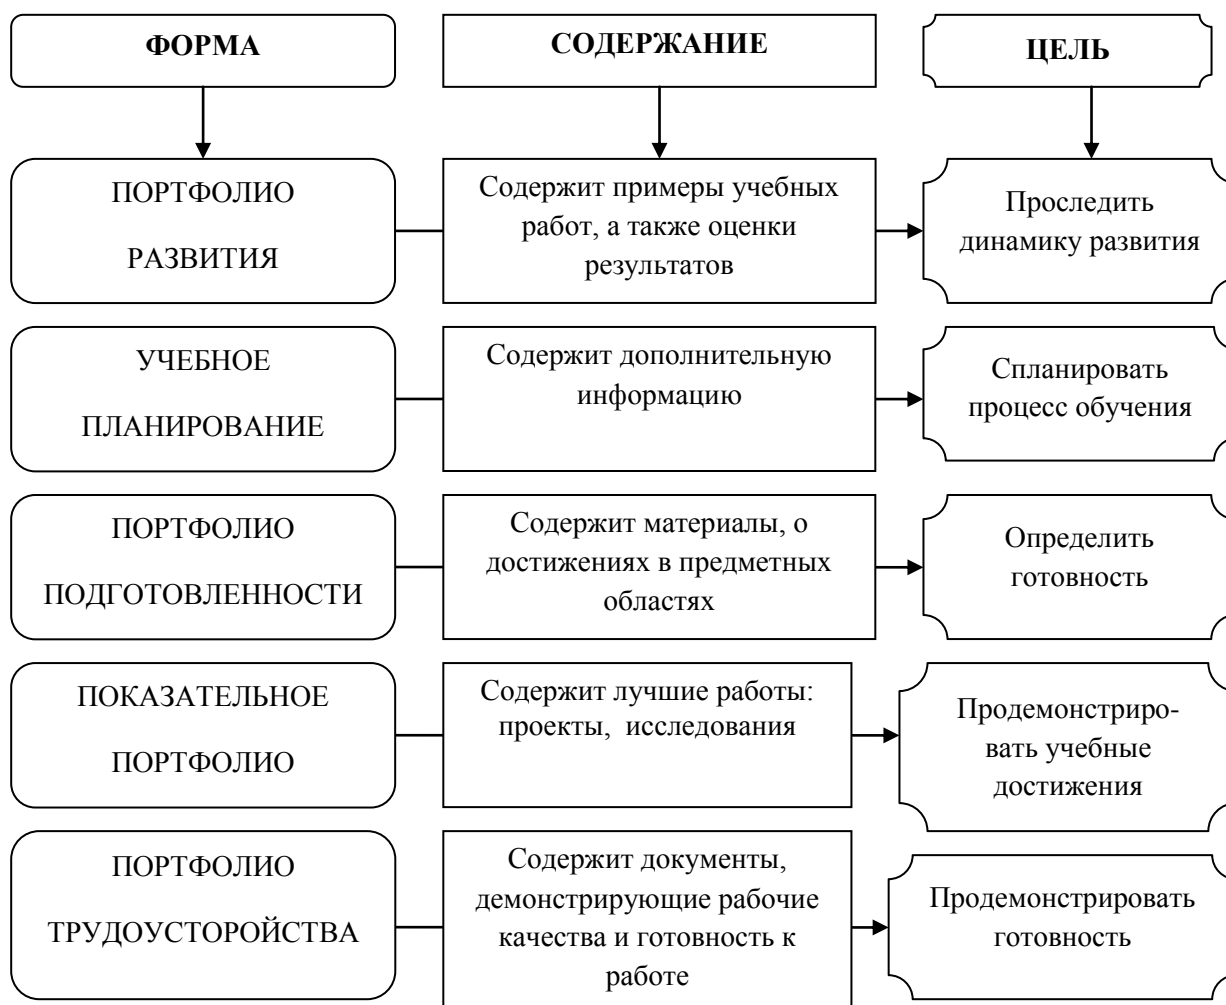 ФОРМА
СОДЕРЖАНИЕ
ЦЕЛЬ
ПОРТФОЛИО
РАЗВИТИЯ
Содержит примеры учебных
работ, а также оценки
результатов
Проследить
динамику развития
УЧЕБНОЕ
ПЛАНИРОВАНИЕ
Содержит дополнительную
информацию
Спланировать
процесс обучения
ПОРТФОЛИО
ПОДГОТОВЛЕННОСТИ
Содержит материалы, о
достижениях в предметных
областях
Определить
готовность
ПОКАЗАТЕЛЬНОЕ
ПОРТФОЛИО
Содержит лучшие работы:
проекты, исследования
Продемонстриро-
вать учебные
достижения
ПОРТФОЛИО
ТРУДОУСТОРОЙСТВА
Содержит документы,
демонстрирующие рабочие
качества и готовность к
работе
Продемонстрировать
готовность